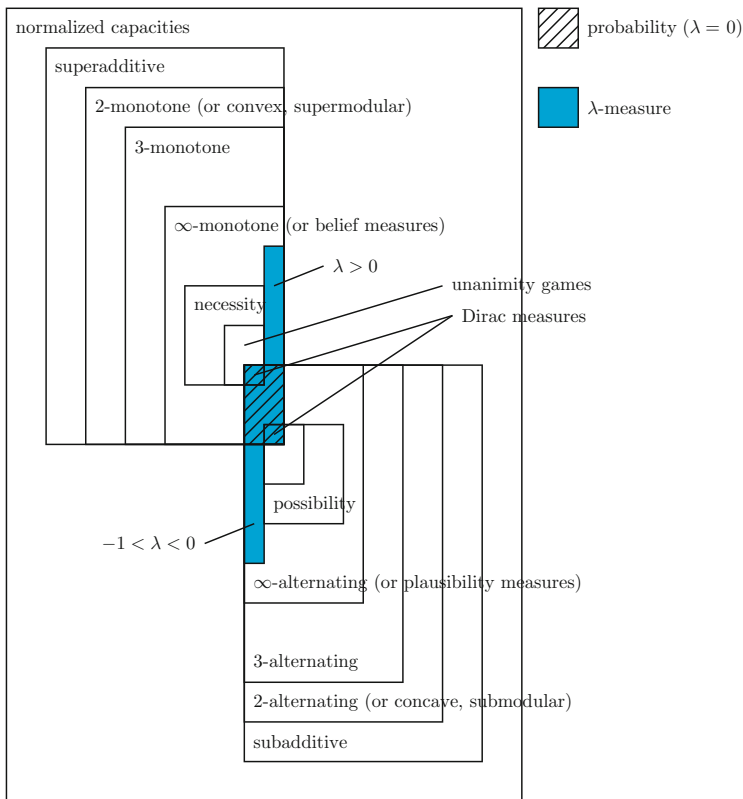 normalized capacities
probability (λ = 0)
superadditive
2-monotone (or convex, supermodular)
λ-measure
3-monotone
∞-monotone (or belief measures)
λ > 0
unanimity games
necessity
Dirac measures
possibility
−1 < λ < 0
∞-alternating (or plausibility measures)
3-alternating
2-alternating (or concave, submodular)
subadditive